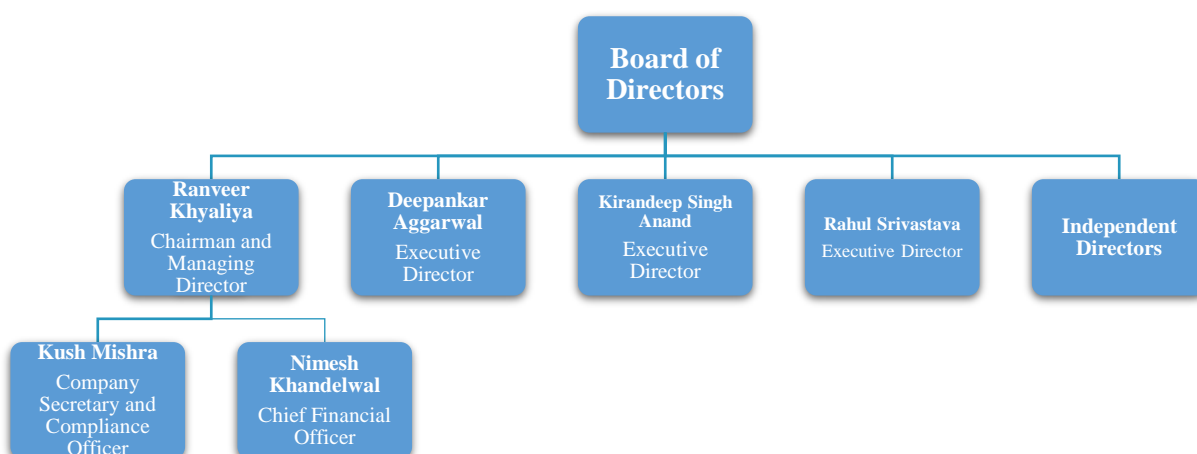 Board of
Directors
Ranveer
Khyaliya
Chairman and
Managing
Director
Deepankar
Aggarwal
Executive
Director
Kirandeep Singh
Anand
Executive
Director
Rahul Srivastava
Executive Director
Independent
Directors
Kush Mishra
Company
Secretary and
Compliance
Officer
Nimesh
Khandelwal
Chief Financial
Officer